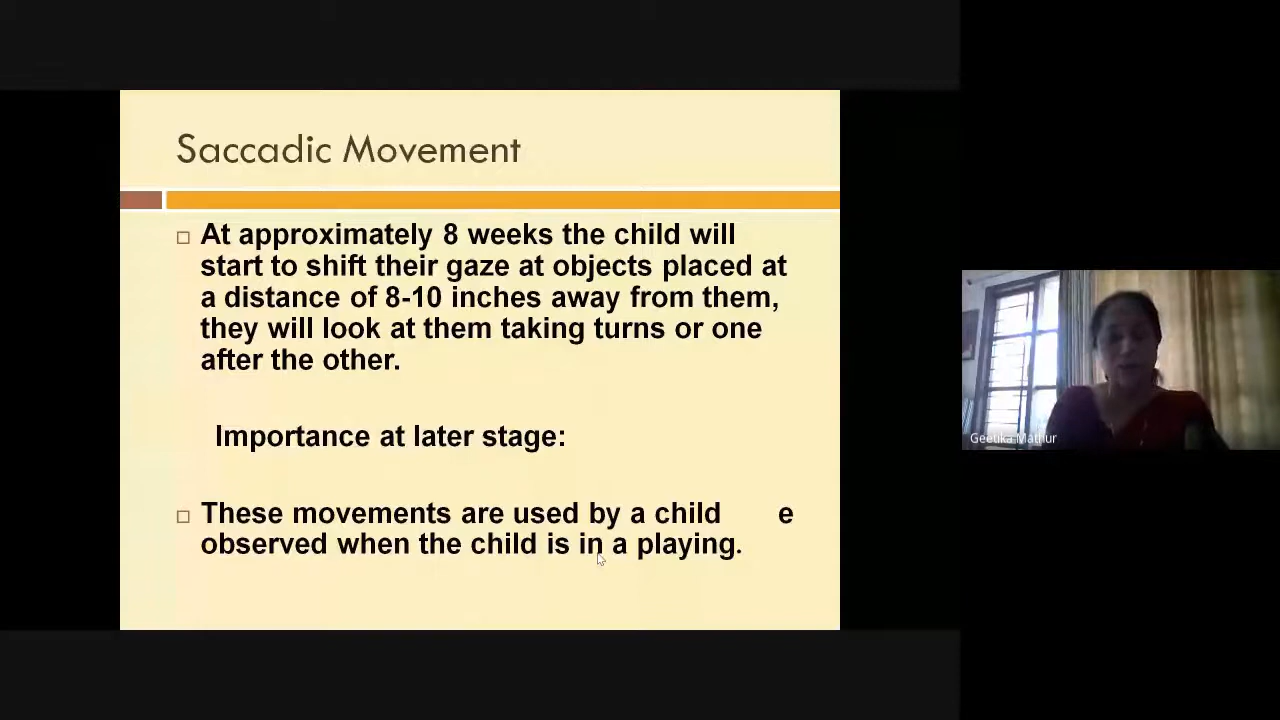 Saccadic Movement
At approximately 8 weeks the child will
start to shift their gaze at objects placed at
a distance of 8-10 inches away from them,
they will look at them taking turns or one
after the other.
Importance at later stage:
These movements are used by a child e
observed when the child is in a playing.
Geetika Mathur